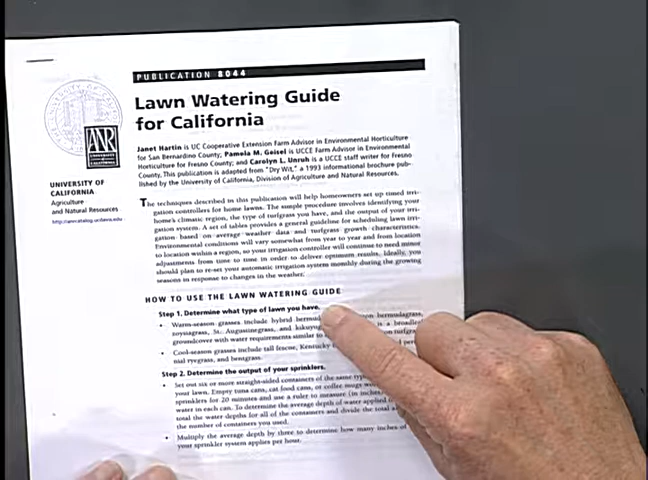 PUBLICATION 8044
Lawn Watering Guide
for California
Janet Hartin is UC Cooperative Extension Farm Advisor in Environmental Horticulture
for San Bernardino County; Pamela M. Geisel is UCCE Farm Advisor in Environmental
Horticulture for Fresno County; and Carolyn L. Unruh is a UCCE staff writer for Fresno
County. This publication is adapted from "Dry Wit," a 1993 informational brochure pub-
lished by the University of California, Division of Agriculture and Natural Resources.
ANR
UNIVERSITY OF
CALIFORNIA
Agriculture
and Natural Resources
The techniques described in this publication will help homeowners set up timed irri-
gation controllers for home lawns. The simple procedure involves identifying your
home's climatic region, the type of turfgrass you have, and the output of your irri-
gation system. A set of tables provides a general guideline for scheduling lawn irri-
gation based on average weather data and turfgrass growth characteristics.
Environmental conditions will vary somewhat from year to year and from location
to location within a region, so your irrigation controller will continue to need minor
adjustments from time to time in order to deliver optimum results. Ideally, you
should plan to re-set your automatic irrigation system monthly during the growing
seasons in response to changes in the weather.
HOW TO USE THE LAWN WATERING GUIDE
Step 1. Determine what type of lawn you have.
• Warm-season grasses include hybrid bermudagrass,
zoysiagrass, St. Augustinegrass, and is a
groundcover with water requirements similar to
• Cool-season grasses include tall fescue, Kentucky
nial ryegrass, and bentgrass.
Step 2. Determine the output of your sprinklers.
• Set out six or more straight-sided containers of the same
your lawn. Empty tuna cans, cat food cans, or coffee mugs
sprinklers for 20 minutes and use a ruler to measure (in inches)
water in each can. To determine the average depth of water applied
total the water depths for all of the containers and divide the total
the number of containers you used.
• Multiply the average depth by three to determine how many inches of
your sprinkler system applies per hour.